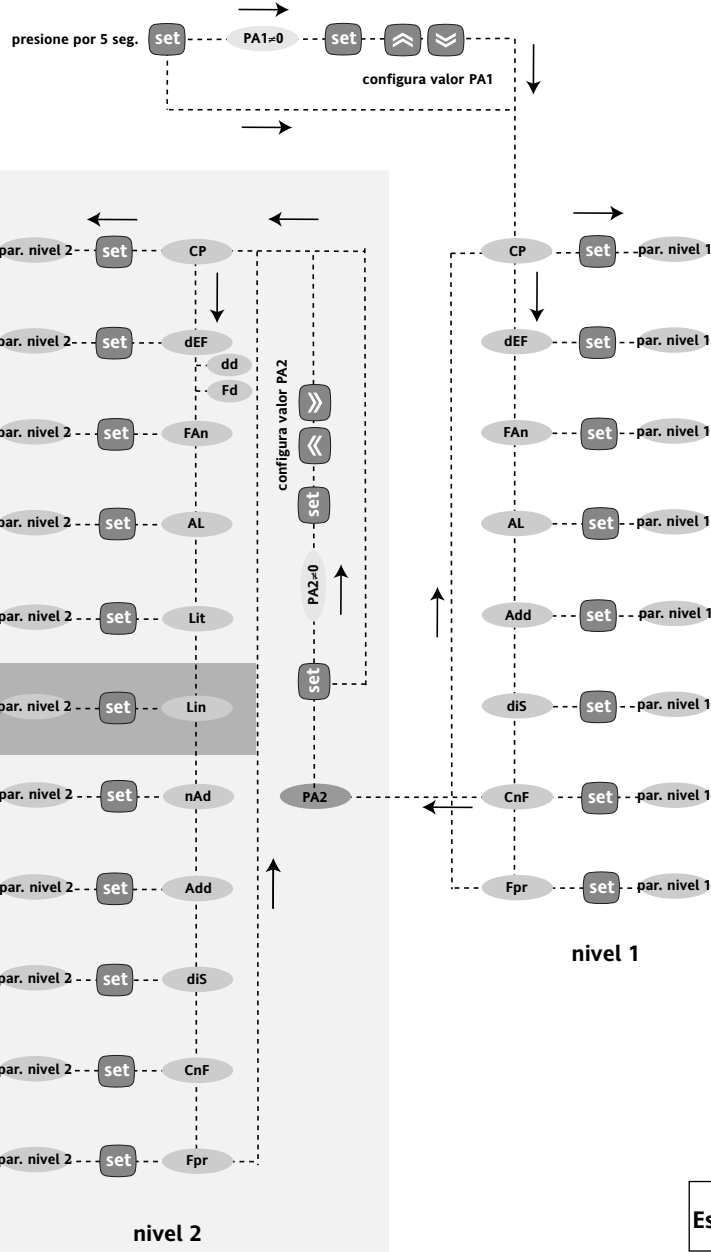 presione por 5 seg. set PA1≠0 set
configura valor PA1
par. nivel 2 set CP
CP set par. nivel 1
par. nivel 2 set dEF
dEF set par. nivel 1
dd
Fd
configura valor PA2
par. nivel 2 set FAn
FAn set par. nivel 1
set
par. nivel 2 set AL
AL set par. nivel 1
PA2≠0
par. nivel 2 set Lit
Add set par. nivel 1
set
par. nivel 2 set Lin
diS set par. nivel 1
par. nivel 2 set nAd
PA2
CnF set par. nivel 1
par. nivel 2 set Add
Fpr set par. nivel 1
nivel 1
par. nivel 2 set diS
par. nivel 2 set CnF
par. nivel 2 set Fpr
nivel 2
Es